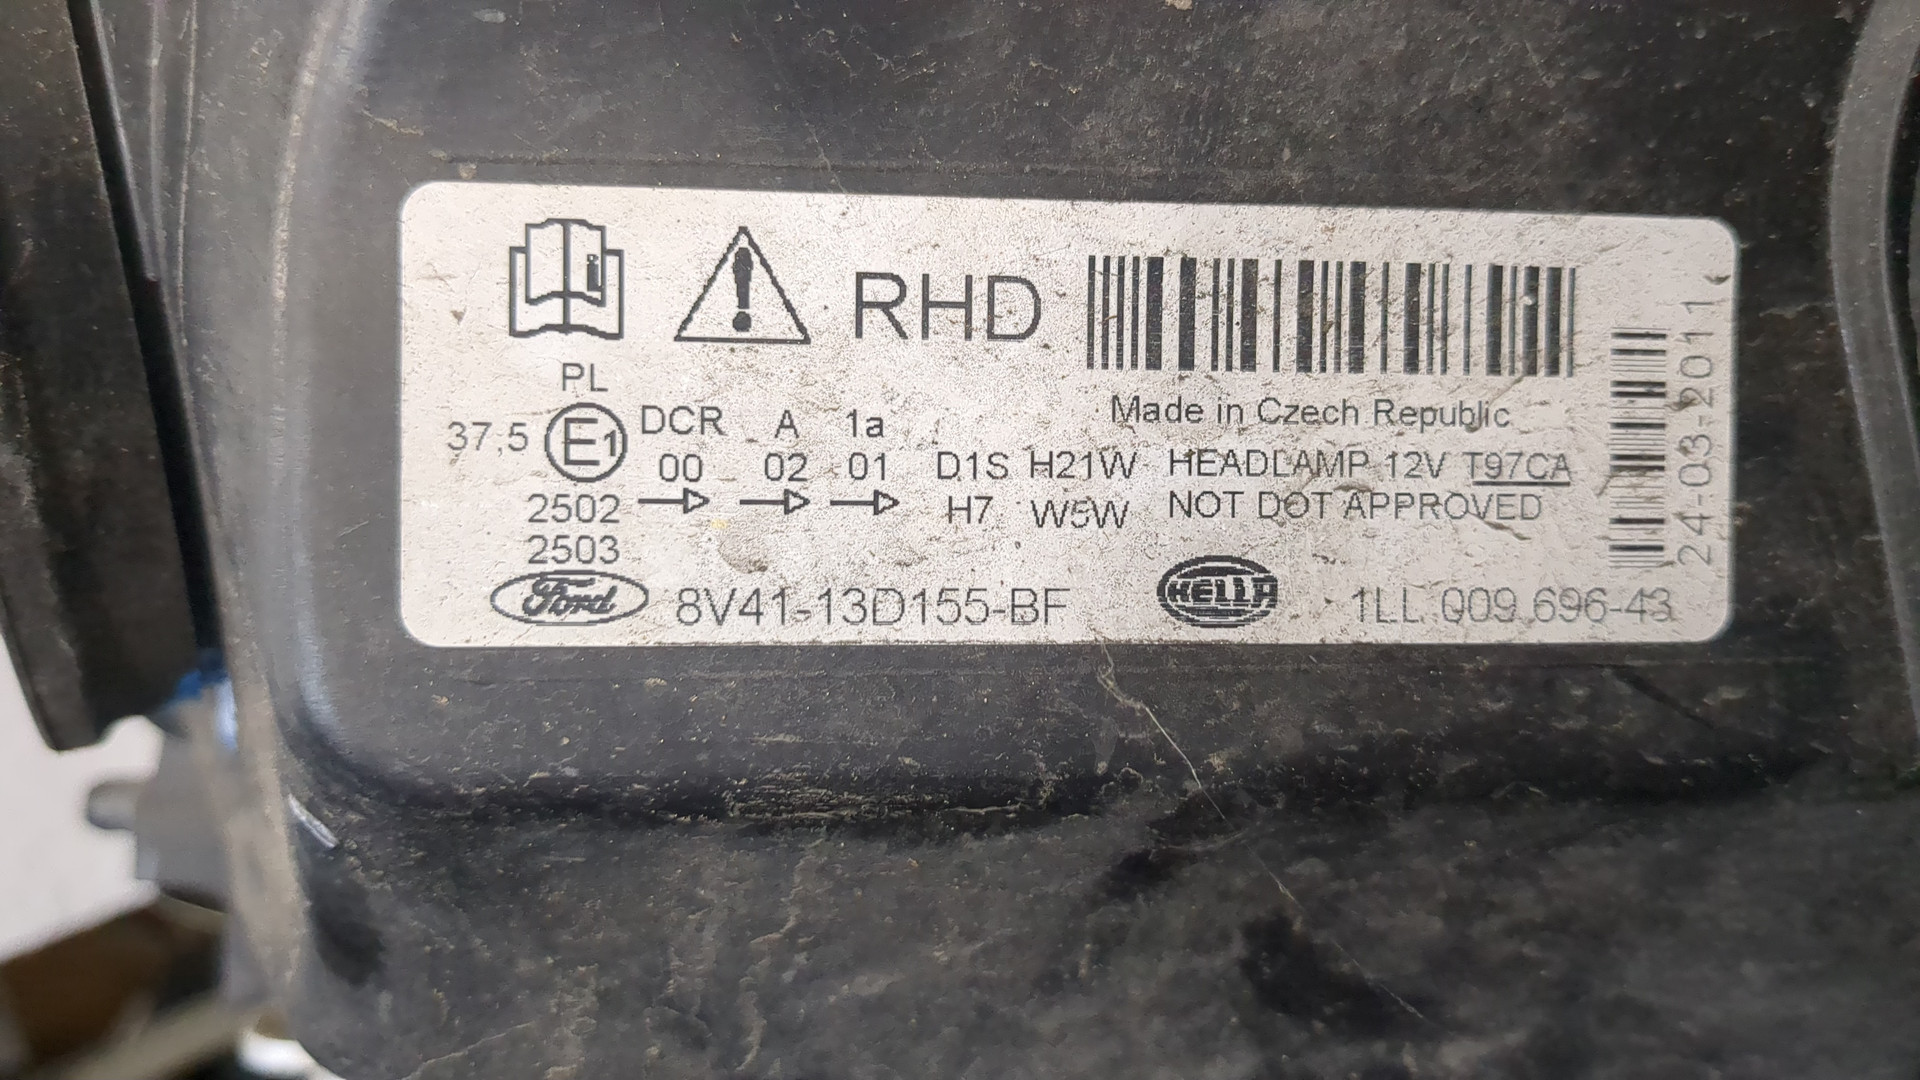 RHD
Made in Czech Republic
PL
37,5 E1 DCR A 1a
00 02 01 D1S H21W HEADLAMP 12V T97CA
2502 H7 W5W NOT DOT APPROVED
2503
Ford 8V41-13D155-BF HELLA 1LL 009.696-43
24-03-2011